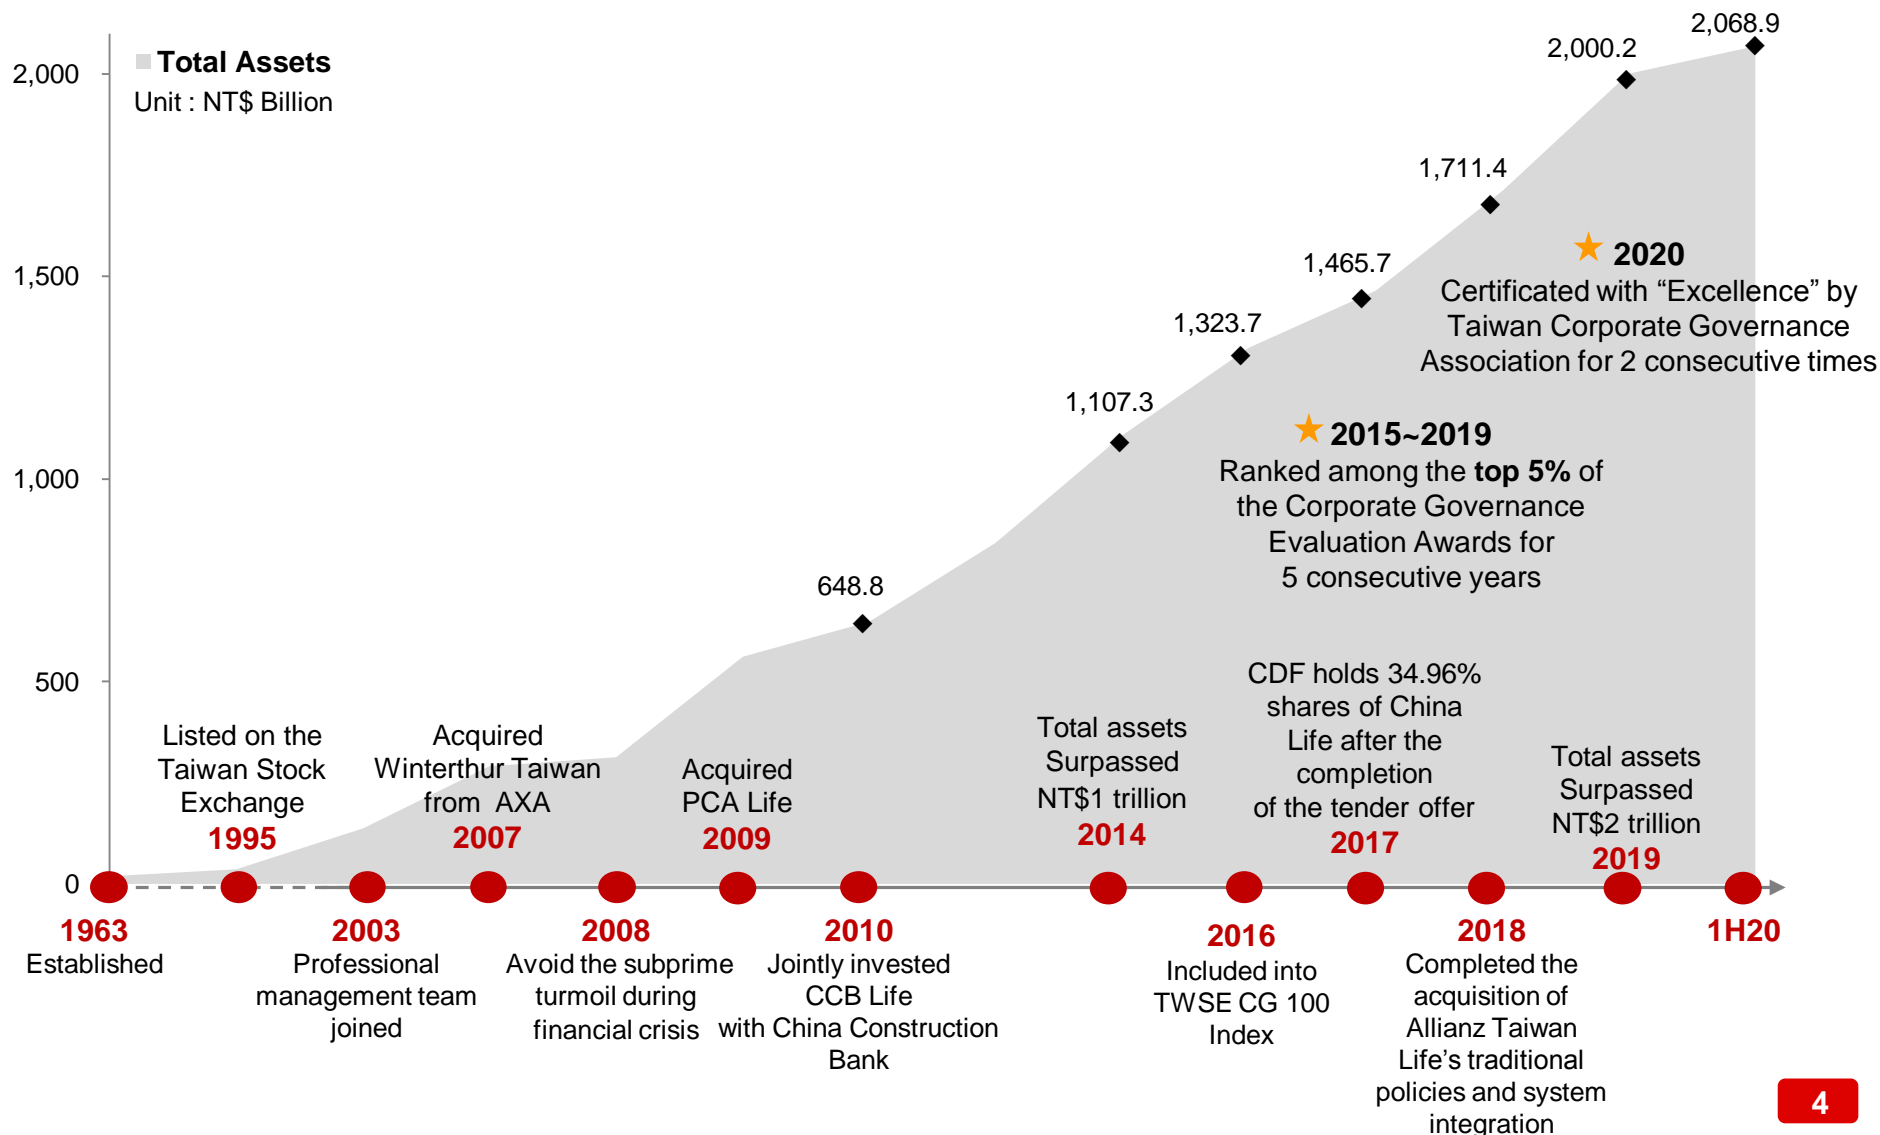 Total Assets
Unit : NT$ Billion
2,000
1,500
1,000
500
0
648.8
1,107.3
1,323.7
1,465.7
1,711.4
2,000.2
2,068.9
2020
Certificated with “Excellence” by
Taiwan Corporate Governance
Association for 2 consecutive times
2015~2019
Ranked among the top 5% of
the Corporate Governance
Evaluation Awards for
5 consecutive years
1963
Established
Listed on the
Taiwan Stock
Exchange
1995
2003
Professional
management team
joined
Acquired
Winterthur Taiwan
from AXA
2007
2008
Avoid the subprime
turmoil during
financial crisis
Acquired
PCA Life
2009
2010
Jointly invested
CCB Life
with China Construction
Bank
Total assets
Surpassed
NT$1 trillion
2014
2016
Included into
TWSE CG 100
Index
CDF holds 34.96%
shares of China
Life after the
completion
of the tender offer
2017
2018
Completed the
acquisition of
Allianz Taiwan
Life’s traditional
policies and system
integration
Total assets
Surpassed
NT$2 trillion
2019
1H20
4